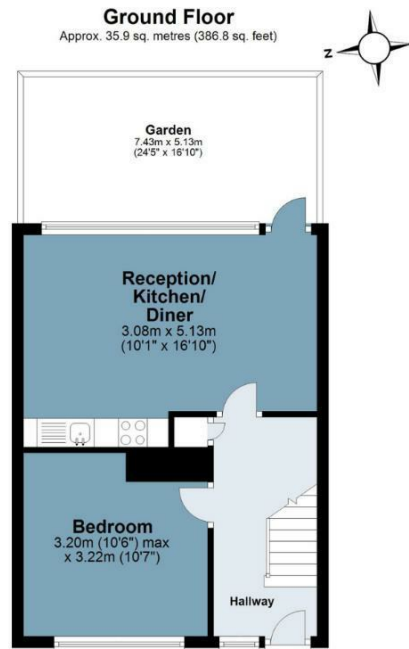 Ground Floor
Approx. 35.9 sq. metres (386.8 sq. feet)
N
Garden
7.43m x 5.13m
(24'5" x 16'10")
Reception/
Kitchen/
Diner
3.08m x 5.13m
(10'1" x 16'10")
Bedroom
3.20m (10'6") max
x 3.22m (10'7")
Hallway